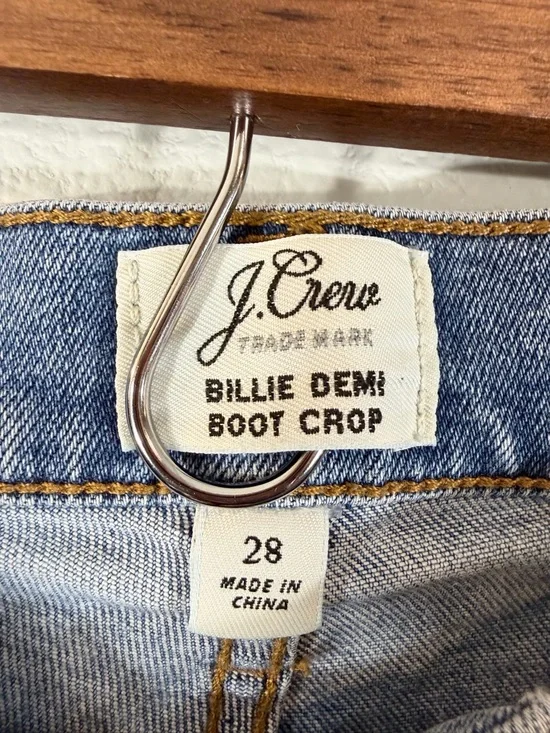 J.Crew
TRADE MARK
BILLIE DEMI
BOOT CROP
28
MADE IN
CHINA